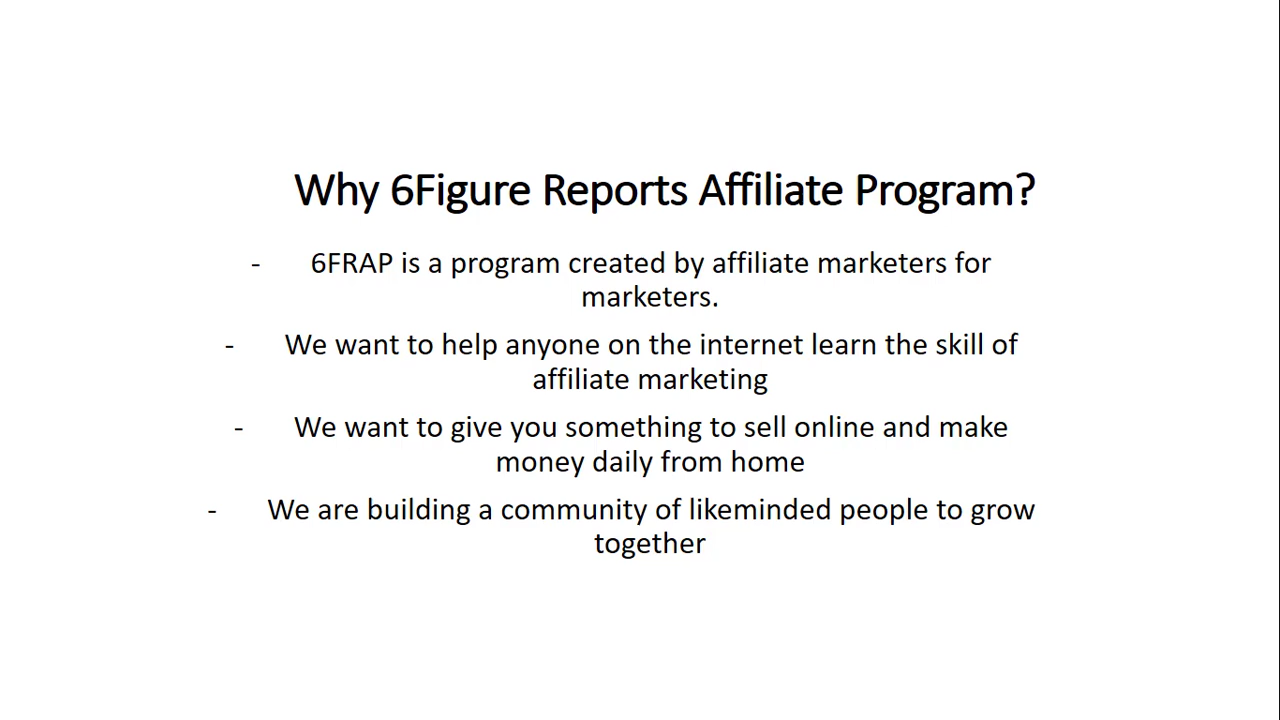 Why 6Figure Reports Affiliate Program?
- 6FRAP is a program created by affiliate marketers for
marketers.
- We want to help anyone on the internet learn the skill of
affiliate marketing
- We want to give you something to sell online and make
money daily from home
- We are building a community of likeminded people to grow
together